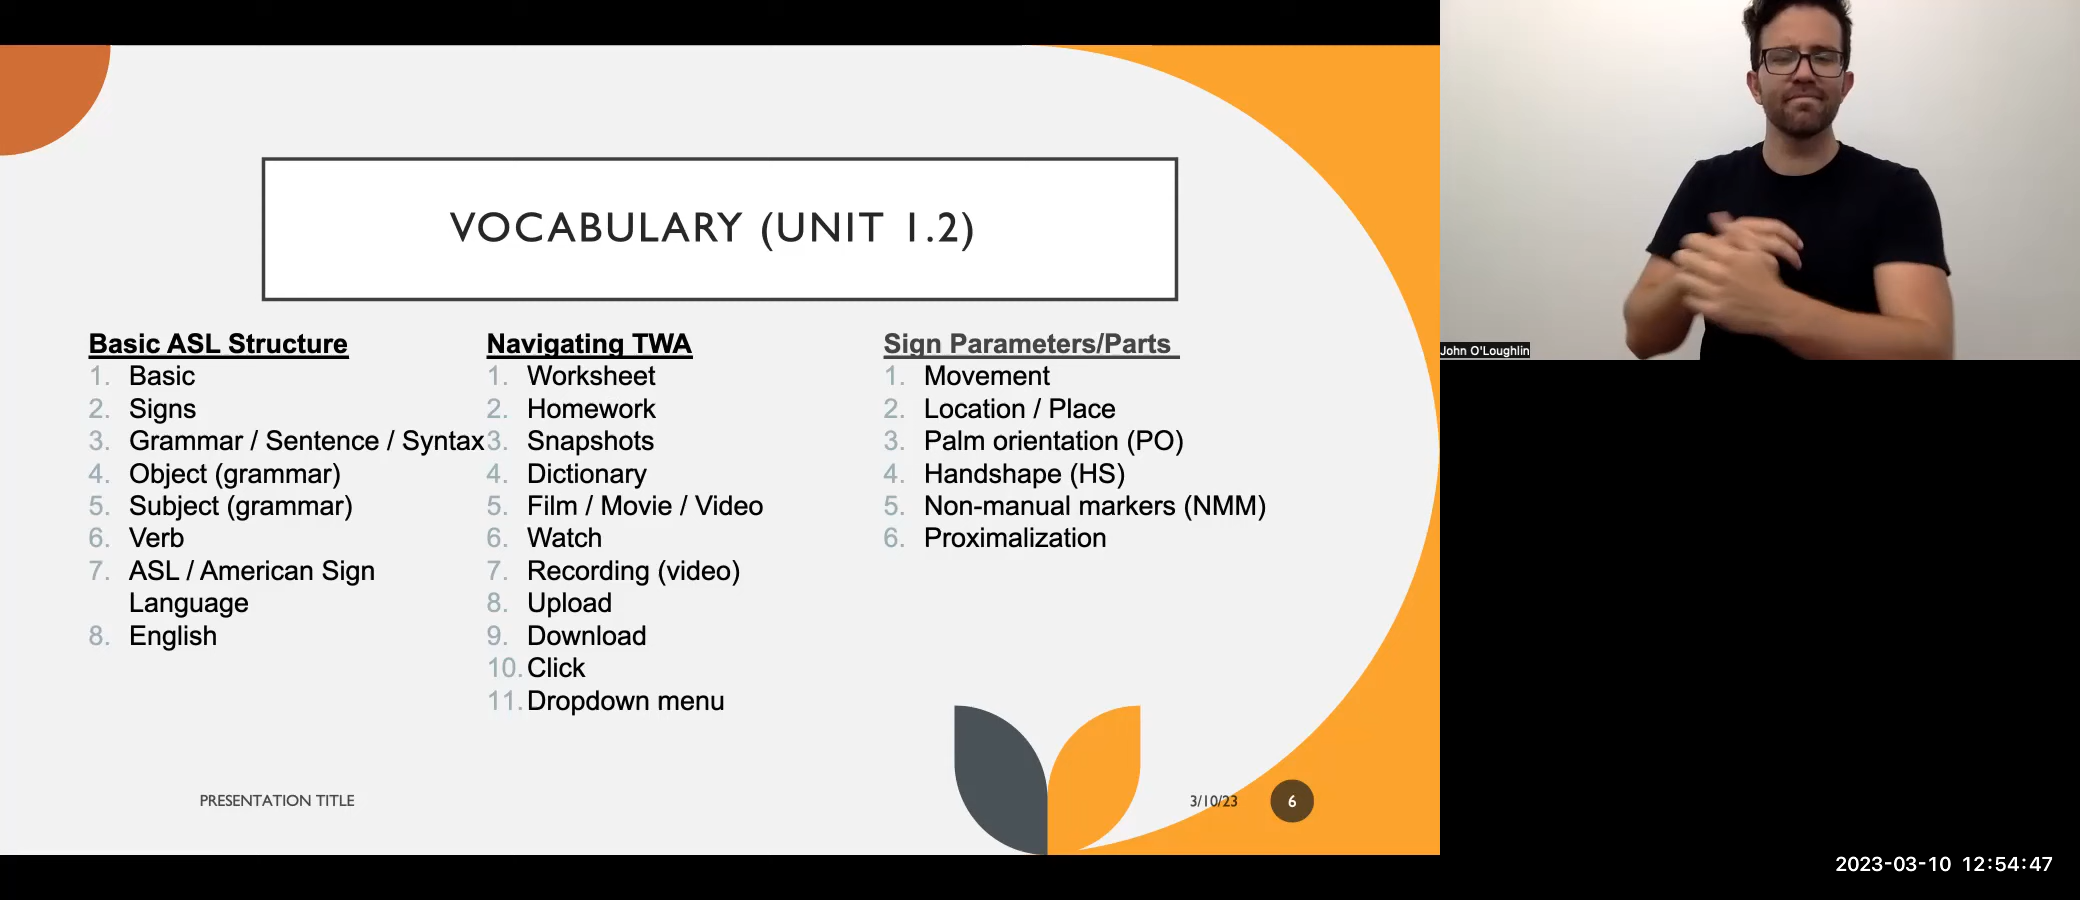 VOCABULARY (UNIT 1.2)
Basic ASL Structure
1. Basic
2. Signs
3. Grammar / Sentence / Syntax
4. Object (grammar)
5. Subject (grammar)
6. Verb
7. ASL / American Sign
Language
8. English
Navigating TWA
1. Worksheet
2. Homework
3. Snapshots
4. Dictionary
5. Film / Movie / Video
6. Watch
7. Recording (video)
8. Upload
9. Download
10. Click
11. Dropdown menu
Sign Parameters/Parts
1. Movement
2. Location / Place
3. Palm orientation (PO)
4. Handshape (HS)
5. Non-manual markers (NMM)
6. Proximalization
PRESENTATION TITLE
3/10/23
6
John O'Loughlin
2023-03-10 12:54:47